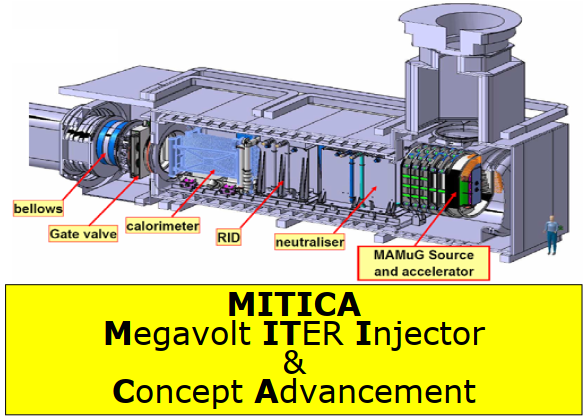 bellows
Gate valve
calorimeter
RID
neutraliser
MAMuG Source
and accelerator
MITICA
Megavolt ITER Injector
&
Concept Advancement